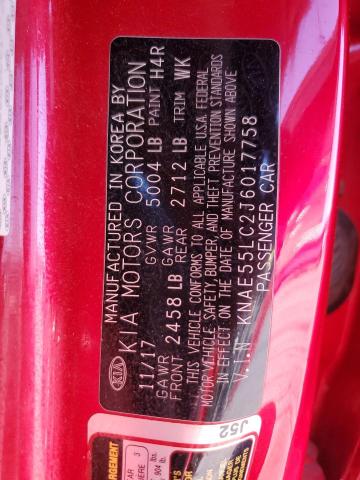 MANUFACTURED IN KOREA BY
KIA
KIA MOTORS CORPORATION
11/17 GVWR 5004 LB PAINT H4R
GAWR FRONT 2458 LB GAWR REAR 2712 LB TRIM WK
THIS VEHICLE CONFORMS TO ALL APPLICABLE U.S.A. FEDERAL
MOTOR VEHICLE SAFETY, BUMPER, AND THEFT PREVENTION STANDARDS
IN EFFECT ON THE DATE OF MANUFACTURE SHOWN ABOVE
V.I.N KNAE55LC2J6017758
PASSENGER CAR
J52